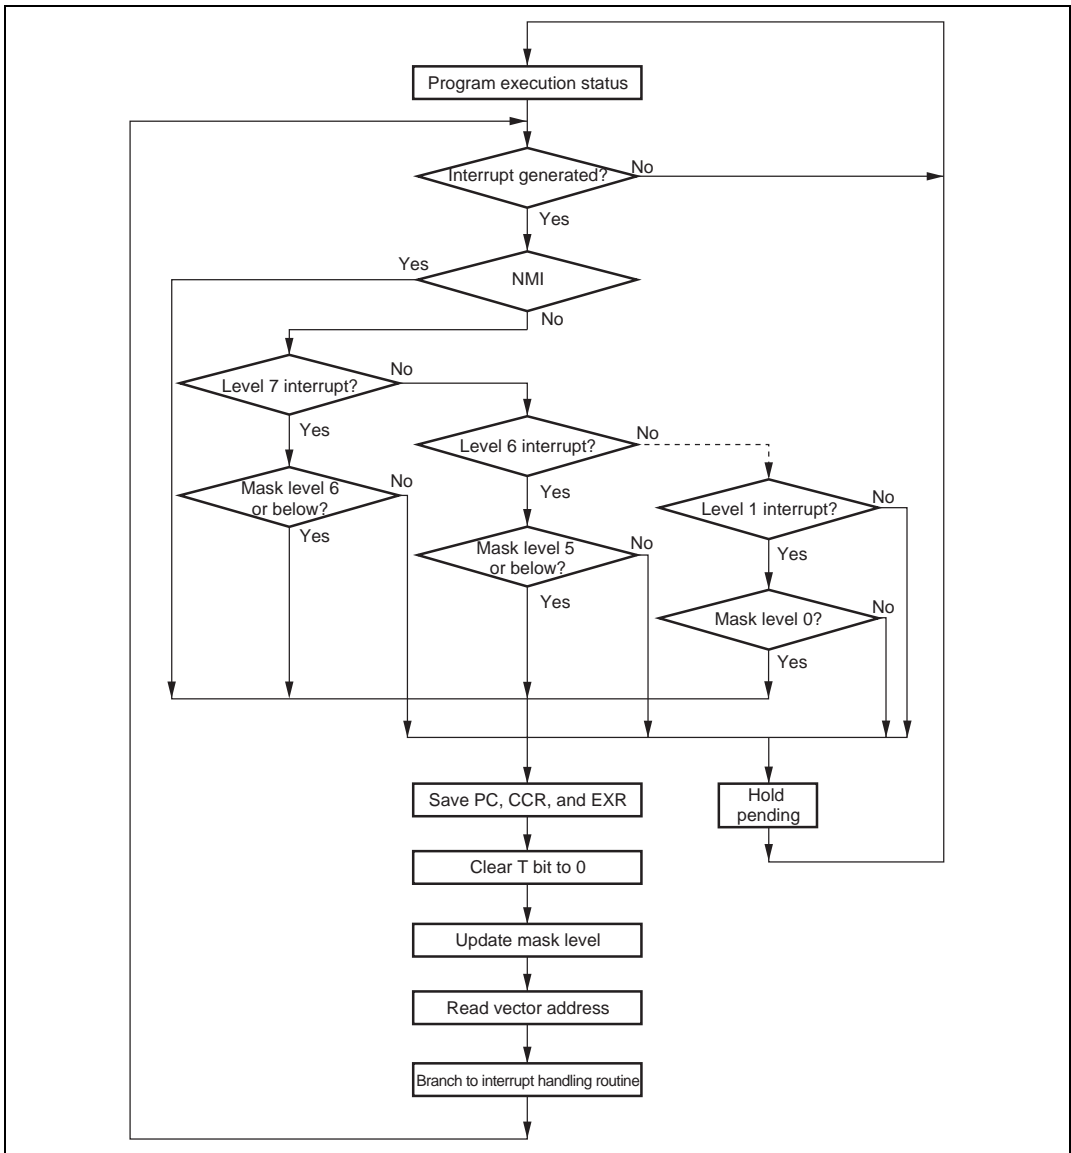 Program execution status
Interrupt generated?
No
Yes
Yes
NMI
No
Level 7 interrupt?
No
Yes
Level 6 interrupt?
No
Mask level 6
or below?
No
Yes
Level 1 interrupt?
No
Yes
Mask level 5
or below?
No
Yes
Yes
Mask level 0?
No
Yes
Save PC, CCR, and EXR
Hold
pending
Clear T bit to 0
Update mask level
Read vector address
Branch to interrupt handling routine